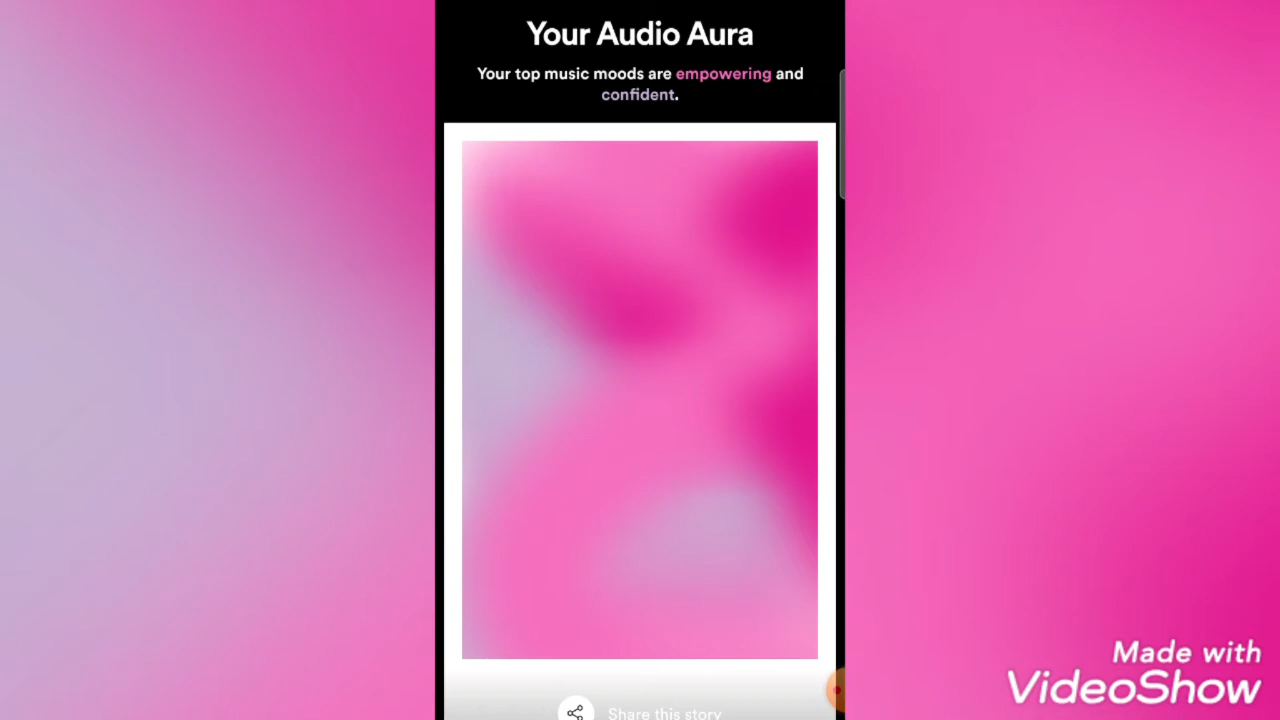 Your Audio Aura
Your top music moods are empowering and
confident.
Share this story
Made with
VideoShow